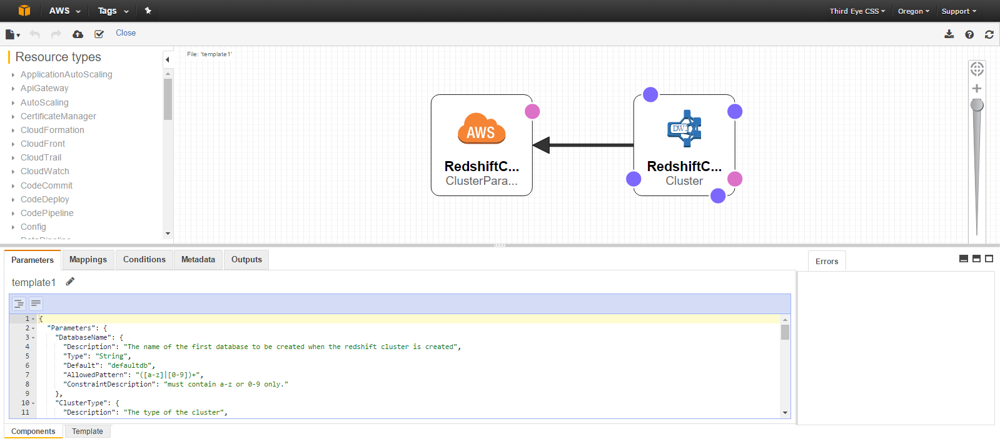 AWS Tags Third Eye CSS Oregon Support
Close
Resource types
File: 'template1'
ApplicationAutoScaling
ApiGateway
AutoScaling
CertificateManager
CloudFormation
CloudFront
CloudTrail
CloudWatch
CodeCommit
CodeDeploy
CodePipeline
Config
DataPipeline
AWS
RedshiftC...
ClusterPara...
DW2
RedshiftC...
Cluster
Parameters Mappings Conditions Metadata Outputs
Errors
template1
1 {
2 "Parameters": {
3 "DatabaseName": {
4 "Description": "The name of the first database to be created when the redshift cluster is created",
5 "Type": "String",
6 "Default": "defaultdb",
7 "AllowedPattern": "([a-z]|[0-9])+",
8 "ConstraintDescription": "must contain a-z or 0-9 only."
9 },
10 "ClusterType": {
11 "Description": "The type of the cluster",
Components Template